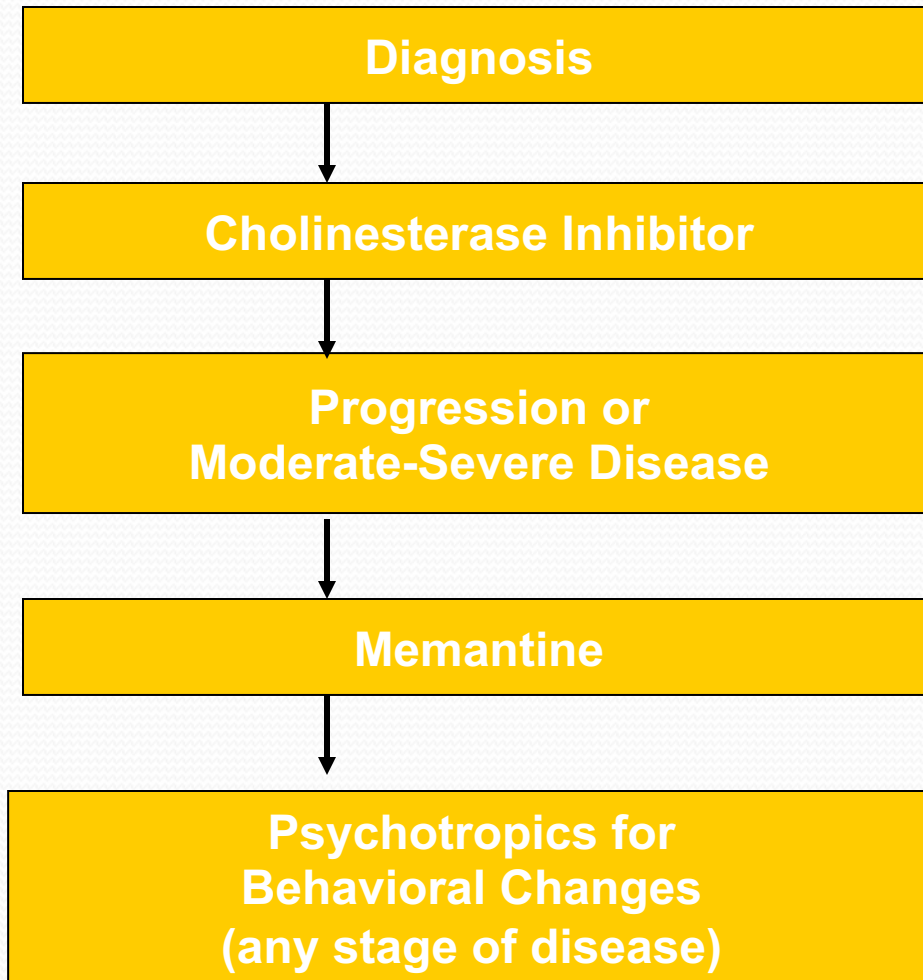 Diagnosis
Cholinesterase Inhibitor
Progression or
Moderate-Severe Disease
Memantine
Psychotropics for
Behavioral Changes
(any stage of disease)